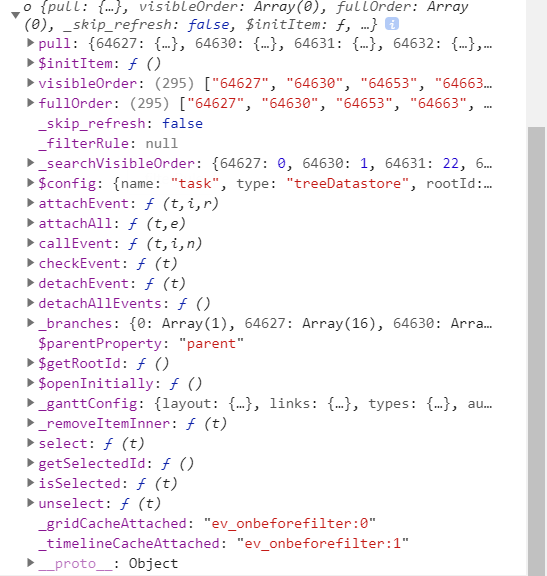 o {pull: {…}, visibleOrder: Array(0), fullOrder: Array
(0), _skip_refresh: false, $initItem: ƒ, …} i
pull: {64627: {…}, 64630: {…}, 64631: {…}, 64632: {…},…
$initItem: ƒ ()
visibleOrder: (295) ["64627", "64630", "64653", "64663…
fullOrder: (295) ["64627", "64630", "64653", "64663", …
_skip_refresh: false
_filterRule: null
_searchVisibleOrder: {64627: 0, 64630: 1, 64631: 22, 6…
$config: {name: "task", type: "treeDatastore", rootId:…
attachEvent: ƒ (t,i,r)
attachAll: ƒ (t,e)
callEvent: ƒ (t,i,n)
checkEvent: ƒ (t)
detachEvent: ƒ (t)
detachAllEvents: ƒ ()
_branches: {0: Array(1), 64627: Array(16), 64630: Arra…
$parentProperty: "parent"
$getRootId: ƒ ()
$openInitially: ƒ ()
_ganttConfig: {layout: {…}, links: {…}, types: {…}, au…
_removeItemInner: ƒ (t)
select: ƒ (t)
getSelectedId: ƒ ()
isSelected: ƒ (t)
unselect: ƒ (t)
_gridCacheAttached: "ev_onbeforefilter:0"
_timelineCacheAttached: "ev_onbeforefilter:1"
__proto__: Object